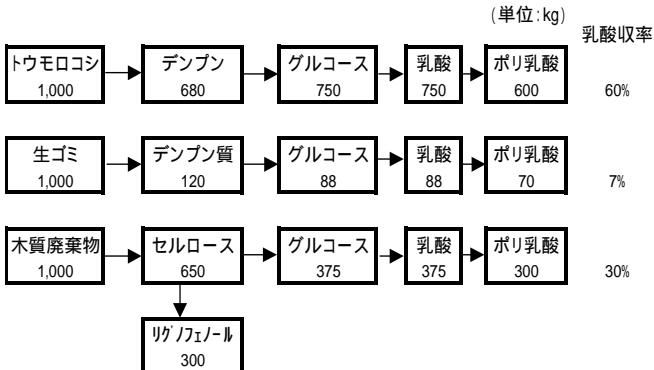 (単位:kg)
乳酸収率
トウモロコシ
1,000
デンプン
680
グルコース
750
乳酸
750
ポリ乳酸
600
60%
生ゴミ
1,000
デンプン質
120
グルコース
88
乳酸
88
ポリ乳酸
70
7%
木質廃棄物
1,000
セルロース
650
グルコース
375
乳酸
375
ポリ乳酸
300
30%
リグノフェノール
300